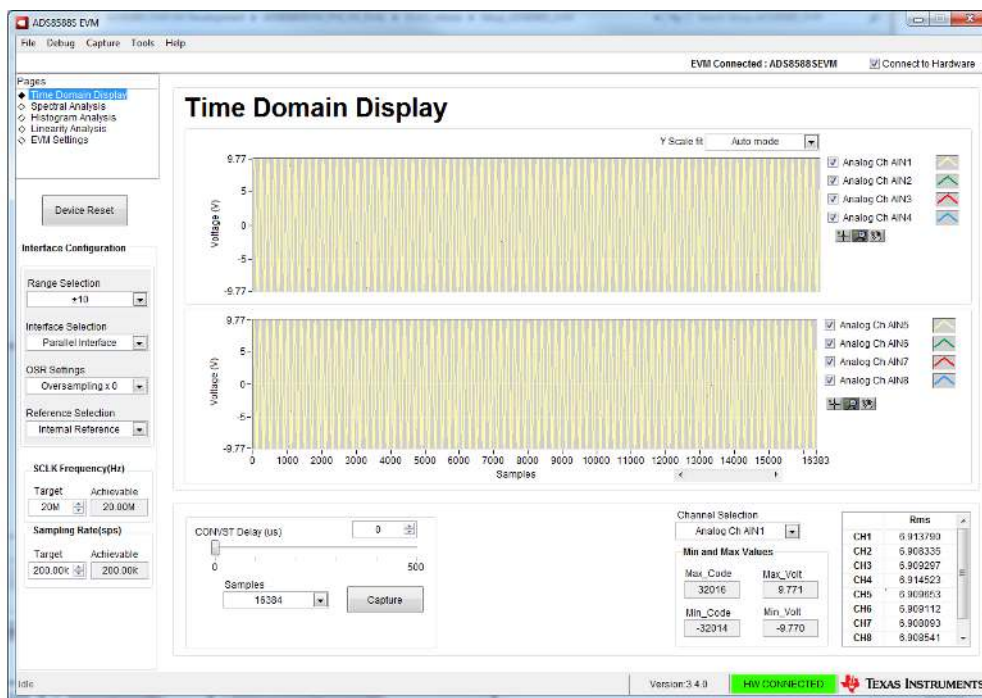 ADS8588S EVM
File Debug Capture Tools Help
EVM Connected : ADS8588SEVM Connect to Hardware
Pages
Time Domain Display
Spectral Analysis
Histogram Analysis
Linearity Analysis
EVM Settings
Device Reset
Interface Configuration
Range Selection
±10
Interface Selection
Parallel Interface
OSR Settings
Oversampling x 0
Reference Selection
Internal Reference
SCLK Frequency(Hz)
Target Achievable
20M 20.00M
Sampling Rate(sps)
Target Achievable
200.00k 200.00k
Time Domain Display
Y Scale fit Auto mode
Voltage (V)
9.77
5
0
-5
-9.77
Analog Ch AIN1
Analog Ch AIN2
Analog Ch AIN3
Analog Ch AIN4
Voltage (V)
9.77
5
0
-5
-9.77
0 1000 2000 3000 4000 5000 6000 7000 8000 9000 10000 11000 12000 13000 14000 15000 16383
Samples
Analog Ch AIN5
Analog Ch AIN6
Analog Ch AIN7
Analog Ch AIN8
CONVST Delay (us) 0
0 500
Samples
16384
Capture
Channel Selection
Analog Ch AIN1
Min and Max Values
Max_Code Max_Volt
32016 9.771
Min_Code Min_Volt
-32014 -9.770
Rms
CH1 6.913790
CH2 6.908335
CH3 6.909297
CH4 6.914523
CH5 6.909653
CH6 6.909112
CH7 6.908093
CH8 6.908541
Idle
Version:3.4.0 HW CONNECTED TEXAS INSTRUMENTS